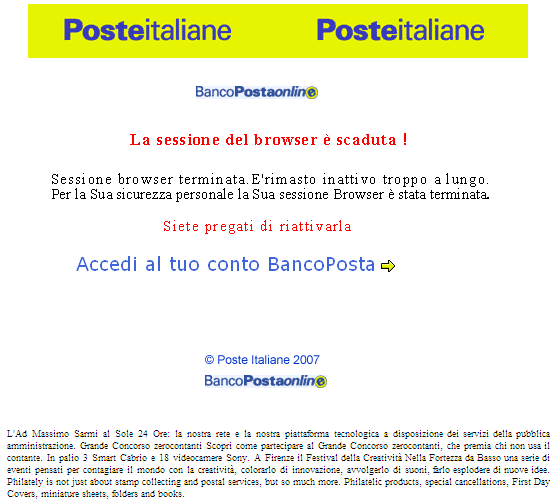 Posteitaliane Posteitaliane
BancoPostaonline
La sessione del browser è scaduta !
Sessione browser terminata.E'rimasto inattivo troppo a lungo.
Per la Sua sicurezza personale la Sua sessione Browser è stata terminata.
Siete pregati di riattivarla
Accedi al tuo conto BancoPosta
© Poste Italiane 2007
BancoPostaonline
L'Ad Massimo Sarmi al Sole 24 Ore: la nostra rete e la nostra piattaforma tecnologica a disposizione dei servizi della pubblica
amministrazione, Grande Concorso zerocontanti Scopri come partecipare al Grande Concorso zerocontanti, che premia chi non usa il
contante. In palio 3 Smart Cabrio e 18 videocamere Sony. A Firenze il Festival della Creatività Nella Fortezza da Basso una serie di
eventi pensati per contagiare il mondo con la creatività, colorarlo di innovazione, avvolgerlo di suoni, farlo esplodere di nuove idee.
Philately is not just about stamp collecting and postal services, but so much more. Philatelic products, special cancellations, First Day
Covers, miniature sheets, folders and books.